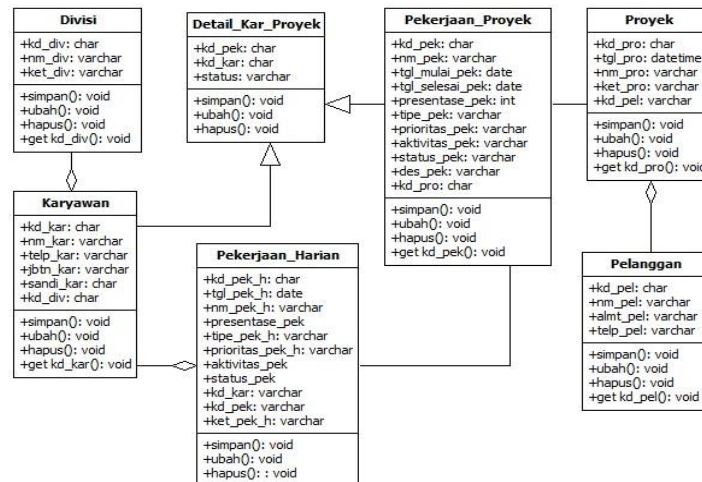 Divisi
+kd_div: char
+nm_div: varchar
+ket_div: varchar
+simpan(): void
+ubah(): void
+hapus(): void
+get kd_div(): void
Detail_Kar_Proyek
+kd_pek: char
+kd_kar: char
+status: varchar
+simpan(): void
+ubah(): void
+hapus(): void
Pekerjaan_Proyek
+kd_pek: char
+nm_pek: varchar
+tgl_mulai_pek: date
+tgl_selesai_pek: date
+presentase_pek: int
+tipe_pek: varchar
+prioritas_pek: varchar
+aktivitas_pek: varchar
+status_pek: varchar
+des_pek: varchar
+kd_pro: char
+simpan(): void
+ubah(): void
+hapus(): void
+get kd_pek(): void
Proyek
+kd_pro: char
+tgl_pro: datetime
+nm_pro: varchar
+ket_pro: varchar
+kd_pel: varchar
+simpan(): void
+ubah(): void
+hapus(): void
+get kd_pro(): void
Karyawan
+kd_kar: char
+nm_kar: varchar
+telp_kar: varchar
+jbtn_kar: varchar
+sandi_kar: char
+kd_div: char
+simpan(): void
+ubah(): void
+hapus(): void
+get kd_kar(): void
Pekerjaan_Harian
+kd_pek_h: char
+tgl_pek_h: date
+nm_pek_h: varchar
+presentase_pek
+tipe_pek_h: varchar
+prioritas_pek_h: varchar
+aktivitas_pek
+status_pek
+kd_kar: varchar
+kd_pek: varchar
+ket_pek_h: varchar
+simpan(): void
+ubah(): void
+hapus(): : void
Pelanggan
+kd_pel: char
+nm_pel: varchar
+almt_pel: varchar
+telp_pel: varchar
+simpan(): void
+ubah(): void
+hapus(): void
+get kd_pel(): void